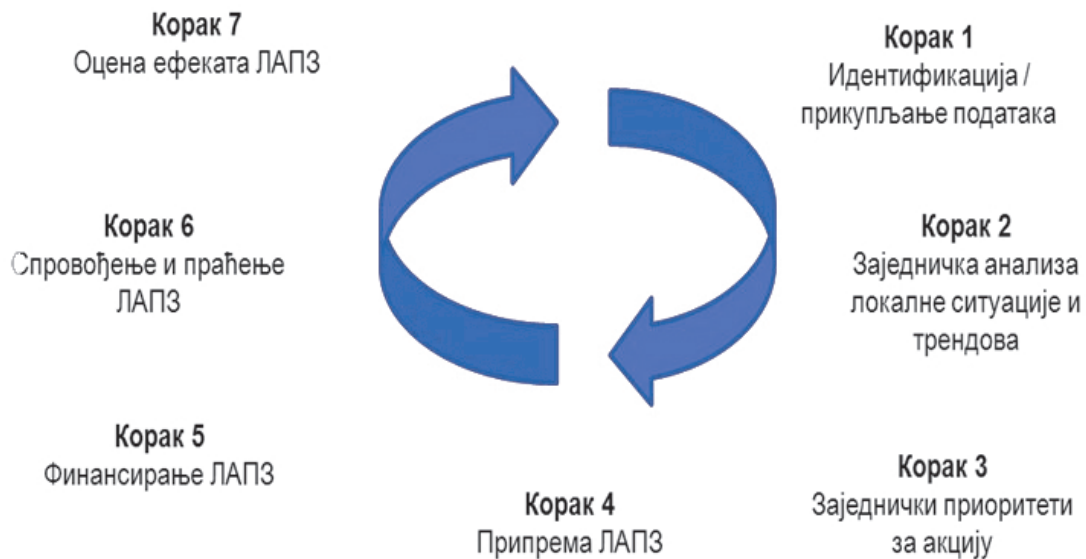 Корак 1
Идентификација /
прикупљање података
Корак 2
Заједничка анализа
локалне ситуације и
трендова
Корак 3
Заједнички приоритети
за акцију
Корак 4
Припрема ЛАПЗ
Корак 5
Финансирање ЛАПЗ
Корак 6
Спровођење и праћење
ЛАПЗ
Корак 7
Оцена ефеката ЛАПЗ